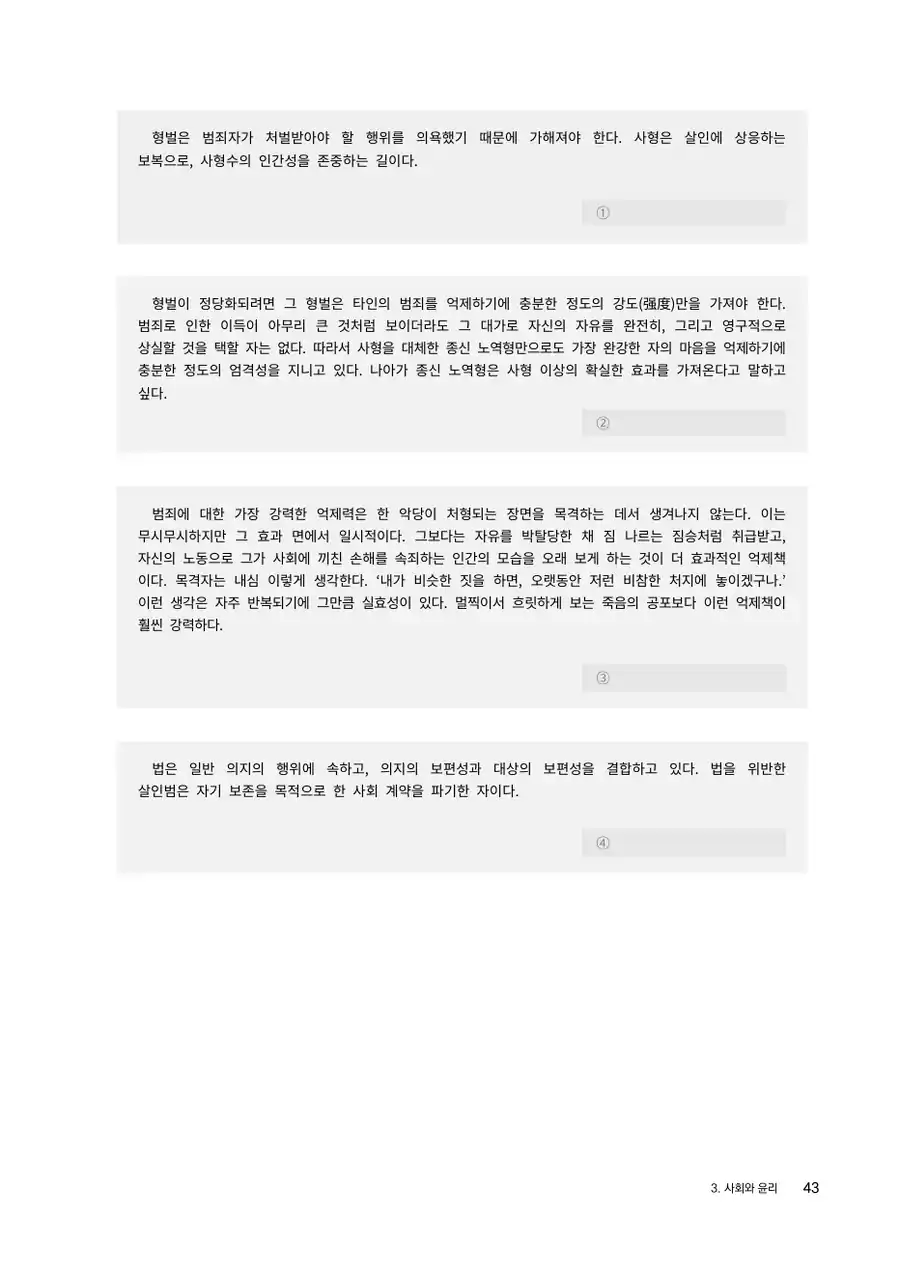 형벌은 범죄자가 처벌받아야 할 행위를 의욕했기 때문에 가해져야 한다. 사형은 살인에 상응하는
보복으로, 사형수의 인간성을 존중하는 길이다.
①
형벌이 정당화되려면 그 형벌은 타인의 범죄를 억제하기에 충분한 정도의 강도(强度)만을 가져야 한다.
범죄로 인한 이득이 아무리 큰 것처럼 보이더라도 그 대가로 자신의 자유를 완전히, 그리고 영구적으로
상실할 것을 택할 자는 없다. 따라서 사형을 대체한 종신 노역형만으로도 가장 완강한 자의 마음을 억제하기에
충분한 정도의 엄격성을 지니고 있다. 나아가 종신 노역형은 사형 이상의 확실한 효과를 가져온다고 말하고
싶다.
②
범죄에 대한 가장 강력한 억제력은 한 악당이 처형되는 장면을 목격하는 데서 생겨나지 않는다. 이는
무시무시하지만 그 효과 면에서 일시적이다. 그보다는 자유를 박탈당한 채 짐 나르는 짐승처럼 취급받고,
자신의 노동으로 그가 사회에 끼친 손해를 속죄하는 인간의 모습을 오래 보게 하는 것이 더 효과적인 억제책
이다. 목격자는 내심 이렇게 생각한다. ‘내가 비슷한 짓을 하면, 오랫동안 저런 비참한 처지에 놓이겠구나.’
이런 생각은 자주 반복되기에 그만큼 실효성이 있다. 멀찍이서 흐릿하게 보는 죽음의 공포보다 이런 억제책이
훨씬 강력하다.
③
법은 일반 의지의 행위에 속하고, 의지의 보편성과 대상의 보편성을 결합하고 있다. 법을 위반한
살인범은 자기 보존을 목적으로 한 사회 계약을 파기한 자이다.
④
3. 사회와 윤리 43